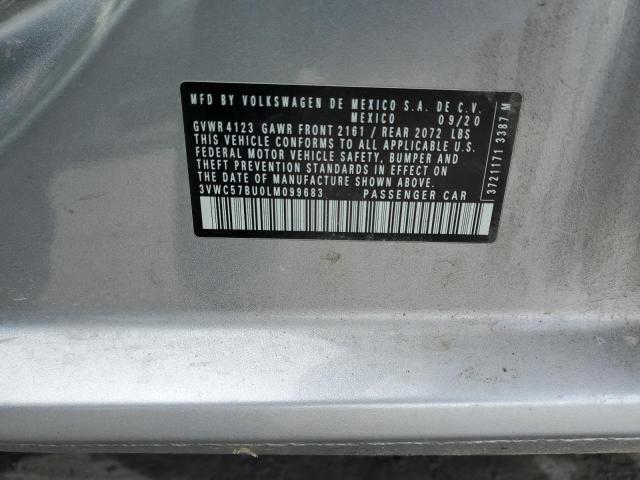 MFD BY VOLKSWAGEN DE MEXICO S.A. DE C.V.
MEXICO 09/20
GVWR 4123 GAWR FRONT 2161 / REAR 2072 LBS
THIS VEHICLE CONFORMS TO ALL APPLICABLE U.S.
FEDERAL MOTOR VEHICLE SAFETY, BUMPER AND
THEFT PREVENTION STANDARDS IN EFFECT ON
THE DATE OF MANUFACTURE SHOWN ABOVE.
3VWC57BU0LM099683 PASSENGER CAR
3721171 3387 M